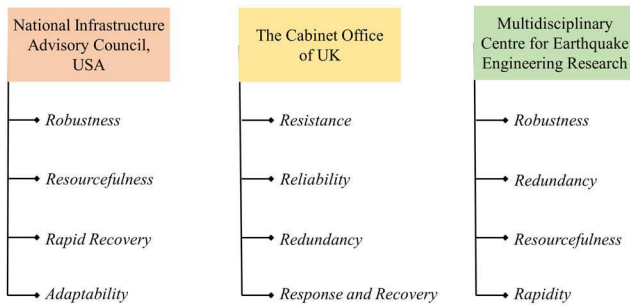 National Infrastructure
Advisory Council,
USA
Robustness
Resourcefulness
Rapid Recovery
Adaptability
The Cabinet Office
of UK
Resistance
Reliability
Redundancy
Response and Recovery
Multidisciplinary
Centre for Earthquake
Engineering Research
Robustness
Redundancy
Resourcefulness
Rapidity